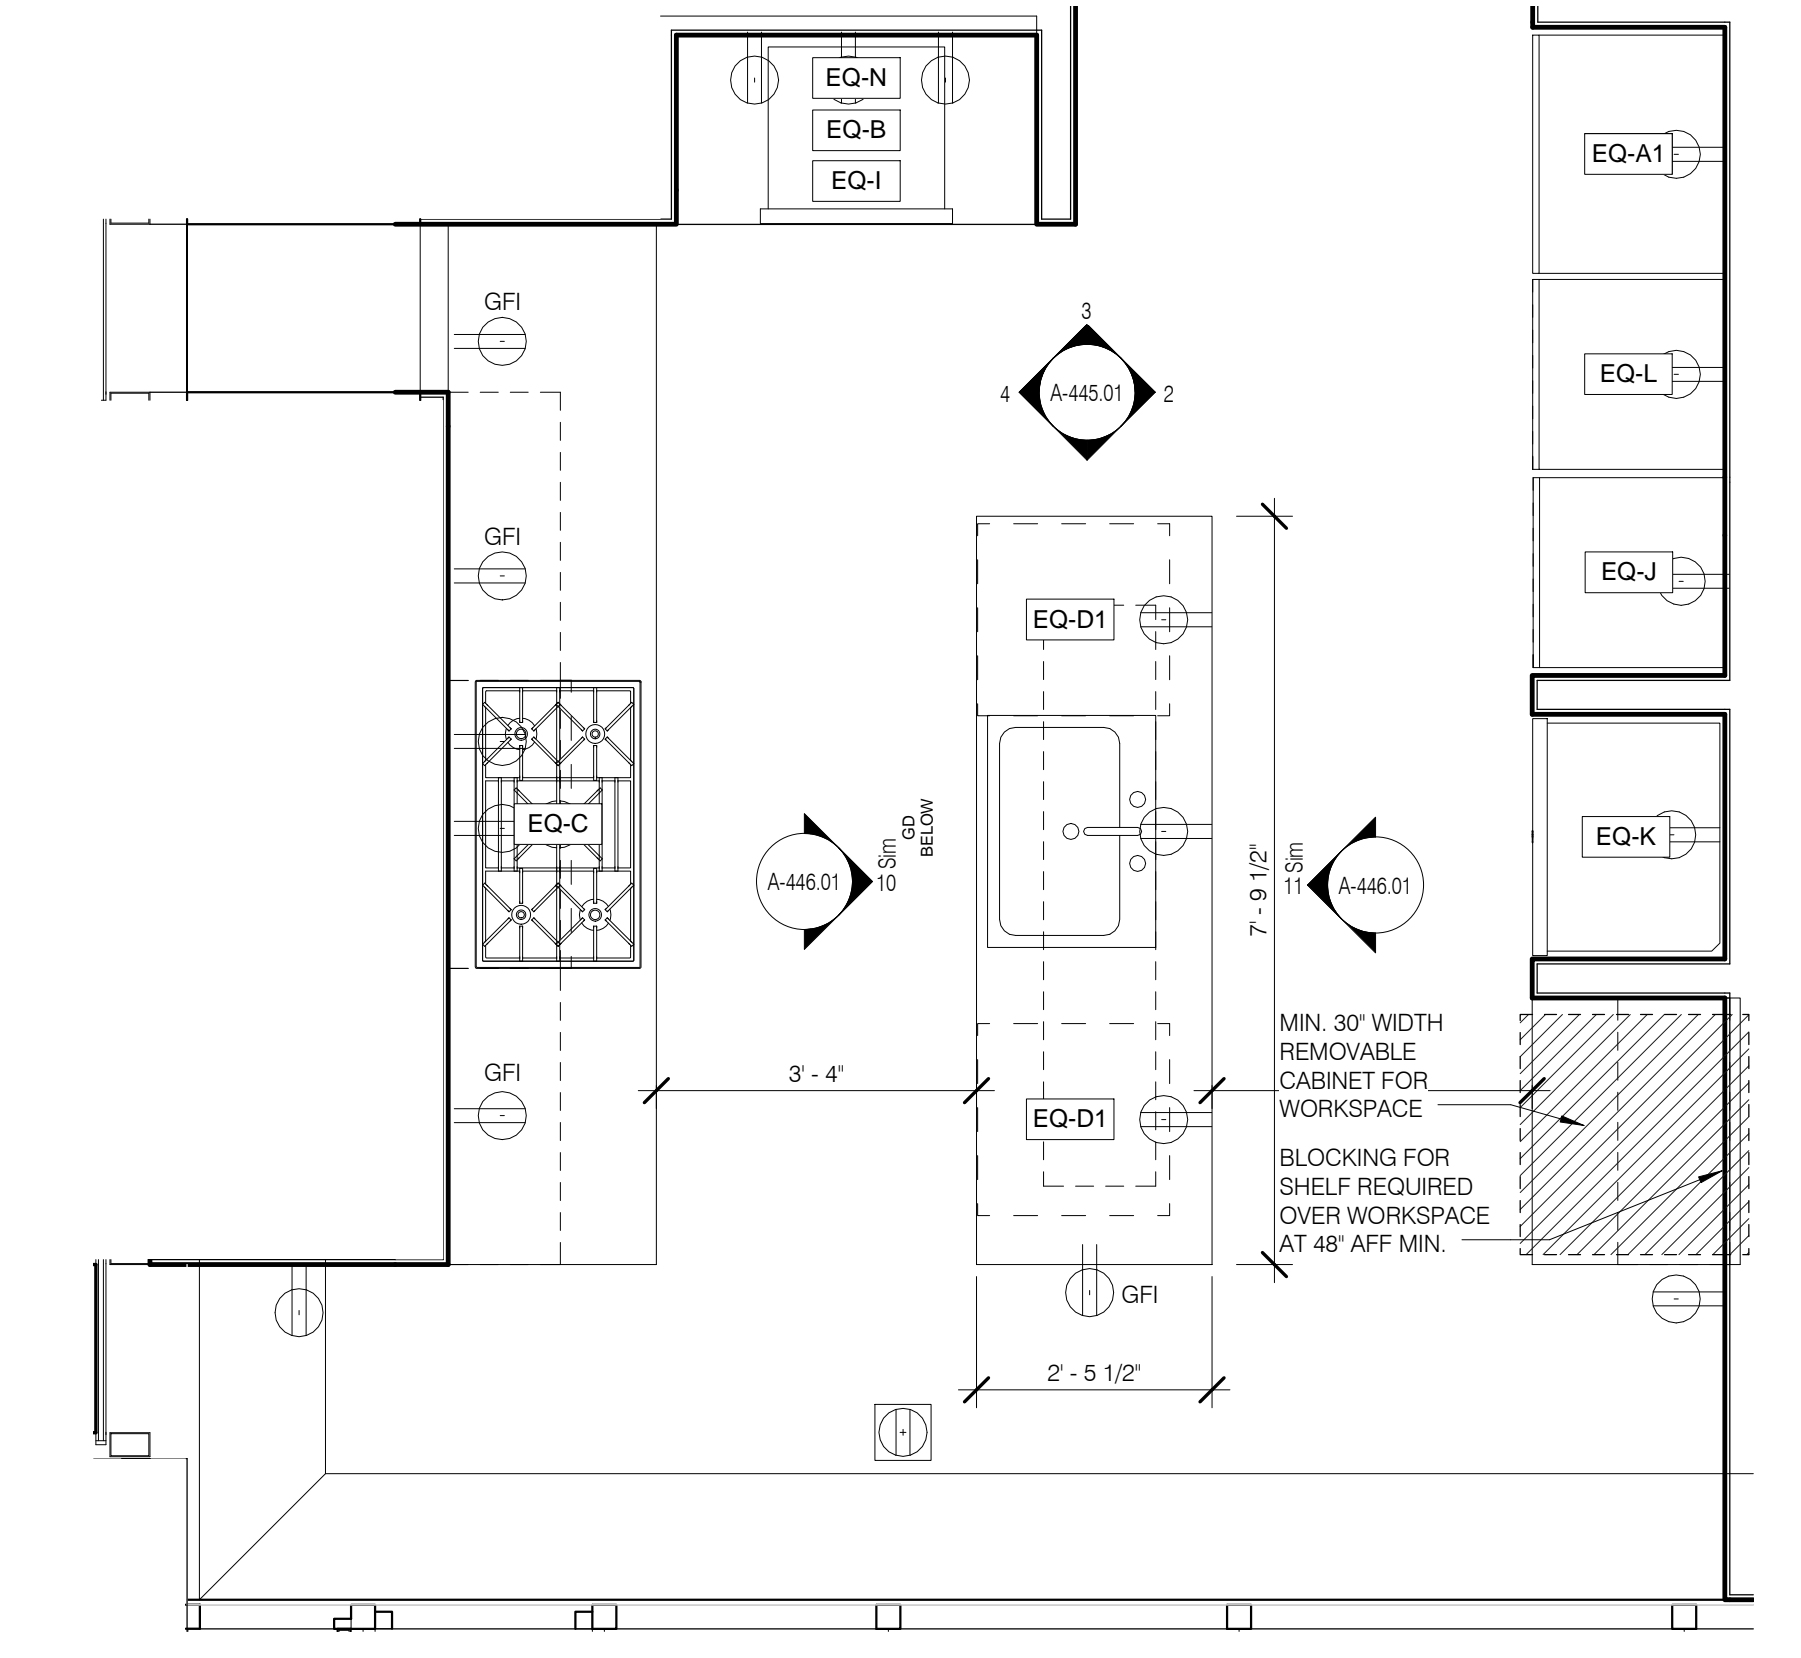 EQ-N
EQ-B
EQ-I
EQ-A1
GFI
3
4
A-445.01
2
EQ-L
GFI
EQ-J
EQ-D1
EQ-C
EQ-K
A-446.01
10
Sim
GD
BELOW
7' - 9 1/2"
11
Sim
A-446.01
MIN. 30" WIDTH
REMOVABLE
CABINET FOR
WORKSPACE
GFI
3' - 4"
EQ-D1
BLOCKING FOR
SHELF REQUIRED
OVER WORKSPACE
AT 48" AFF MIN.
GFI
2' - 5 1/2"